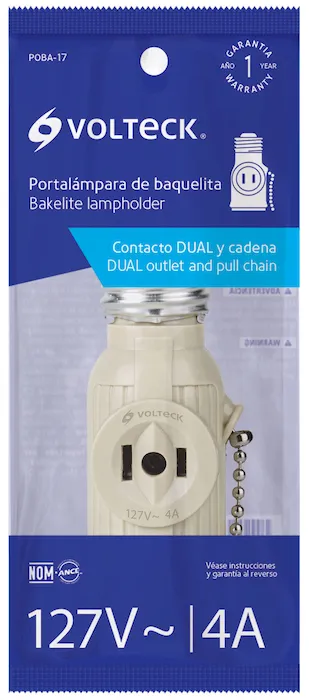 POBA-17
GARANTIA
AÑO 1 YEAR
WARRANTY
VOLTECK®
Portalámpara de baquelita
Bakelite lampholder
Contacto DUAL y cadena
DUAL outlet and pull chain
ADVERTENCIA
WARNING
VOLTECK
127V~ 4A
NOM ANCE
Véase instrucciones
y garantía al reverso
127V~ | 4A